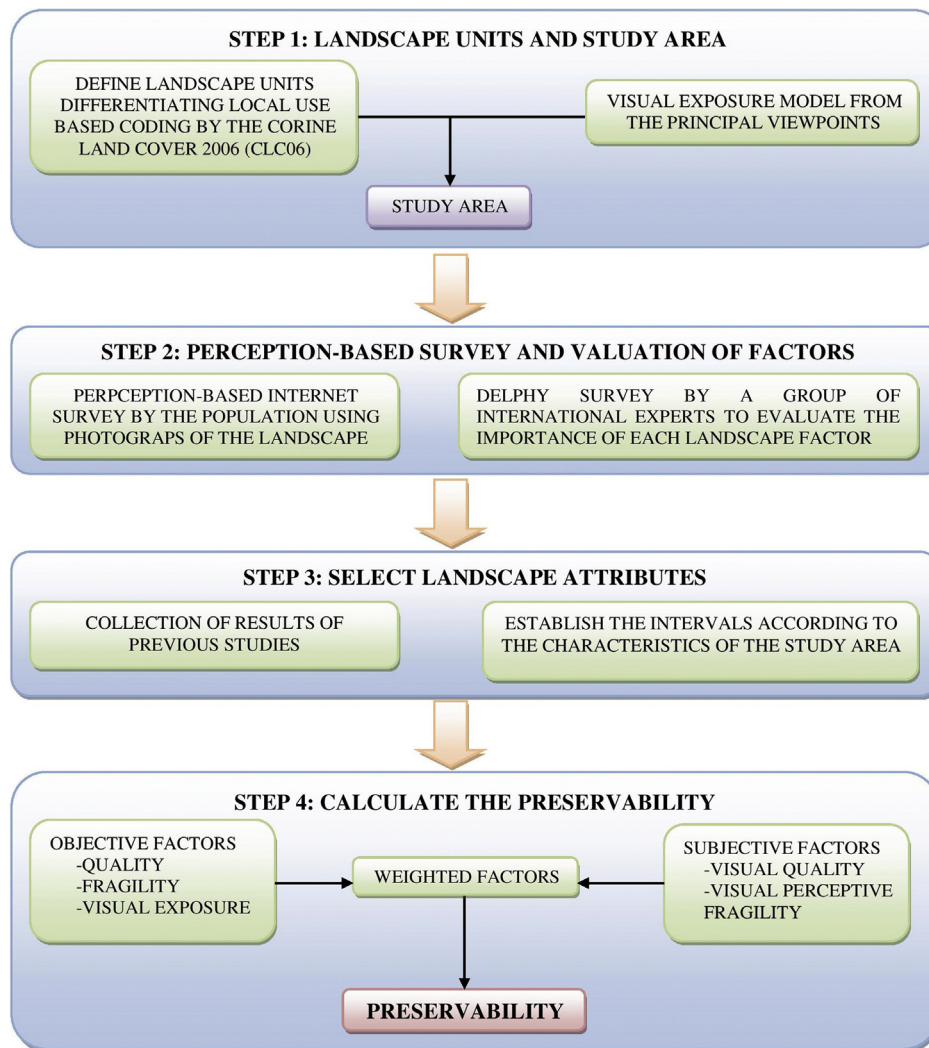 STEP 1: LANDSCAPE UNITS AND STUDY AREA
DEFINE LANDSCAPE UNITS
DIFFERENTIATING LOCAL USE
BASED CODING BY THE CORINE
LAND COVER 2006 (CLC06)
VISUAL EXPOSURE MODEL FROM
THE PRINCIPAL VIEWPOINTS
STUDY AREA
STEP 2: PERCEPTION-BASED SURVEY AND VALUATION OF FACTORS
PERPCEPTION-BASED INTERNET
SURVEY BY THE POPULATION USING
PHOTOGRAPS OF THE LANDSCAPE
DELPHY SURVEY BY A GROUP OF
INTERNATIONAL EXPERTS TO EVALUATE THE
IMPORTANCE OF EACH LANDSCAPE FACTOR
STEP 3: SELECT LANDSCAPE ATTRIBUTES
COLLECTION OF RESULTS OF
PREVIOUS STUDIES
ESTABLISH THE INTERVALS ACCORDING TO
THE CHARACTERISTICS OF THE STUDY AREA
STEP 4: CALCULATE THE PRESERVABILITY
OBJECTIVE FACTORS
-QUALITY
-FRAGILITY
-VISUAL EXPOSURE
WEIGHTED FACTORS
SUBJECTIVE FACTORS
-VISUAL QUALITY
-VISUAL PERCEPTIVE
FRAGILITY
PRESERVABILITY